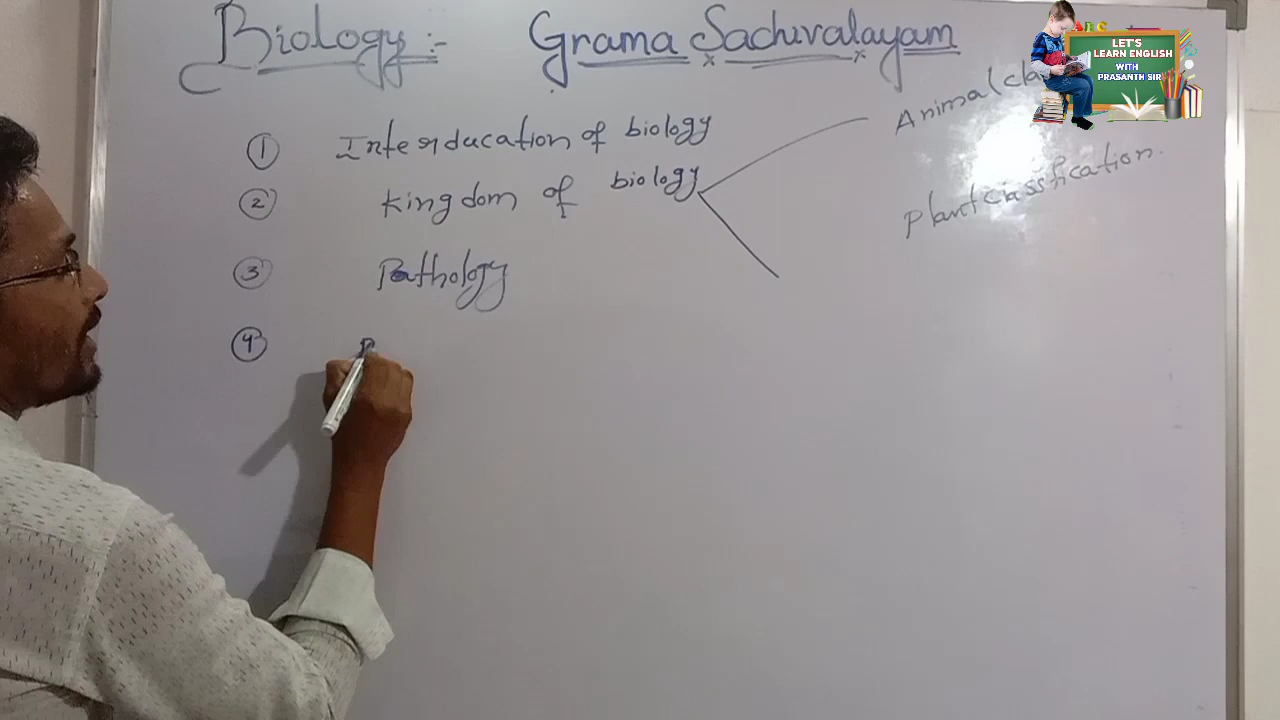 Biology :- Grama Sachivalayam
① Interducation of biology
② kingdom of biology
Animal (cla
plant classification.
③ Pathology
④ P
LET'S
LEARN ENGLISH
WITH
PRASANTH SIR
ABC